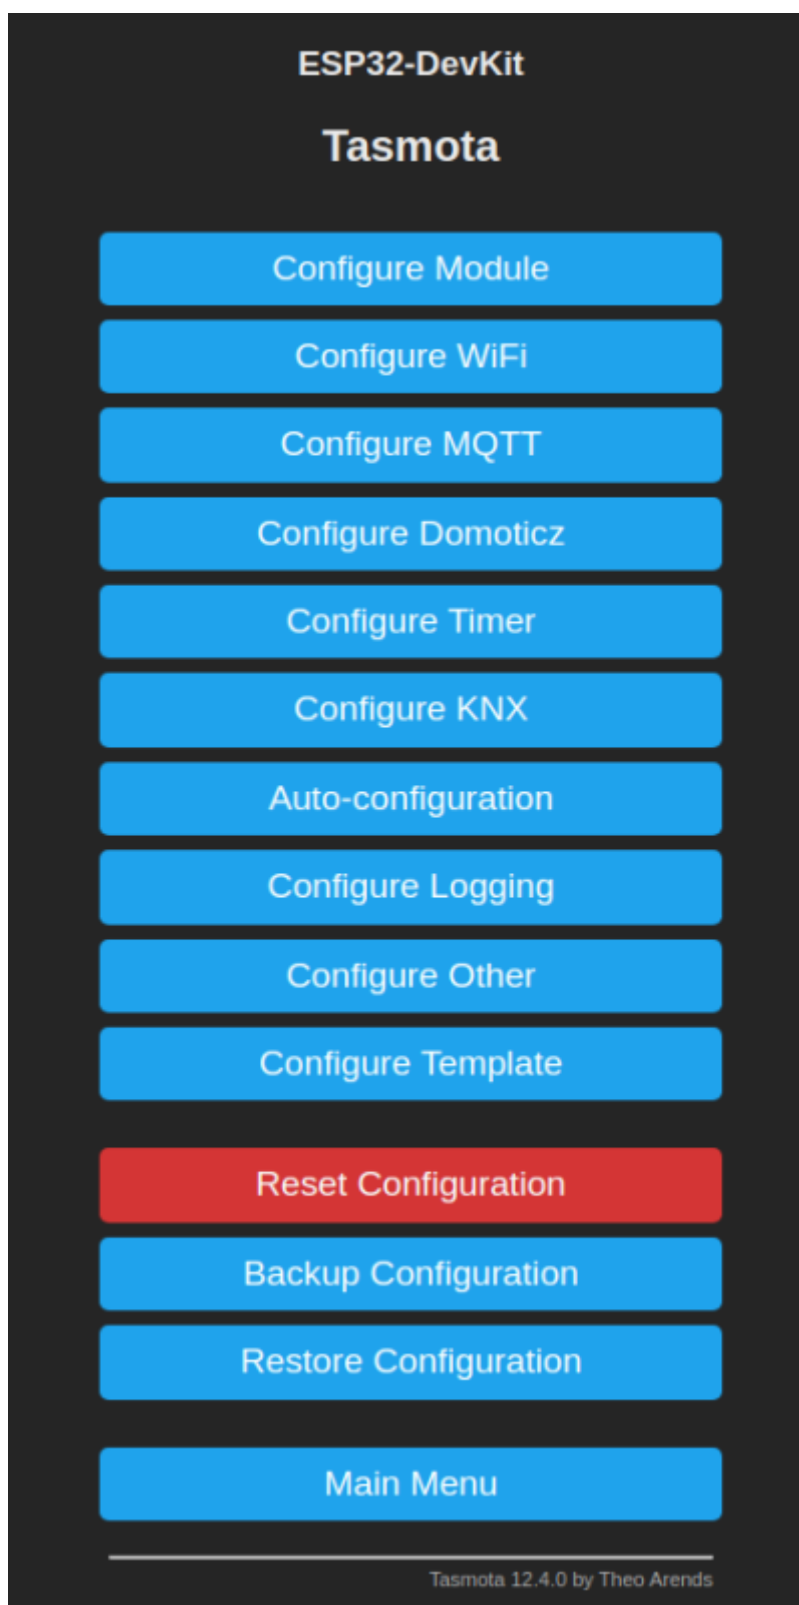 ESP32-DevKit
Tasmota
Configure Module
Configure WiFi
Configure MQTT
Configure Domoticz
Configure Timer
Configure KNX
Auto-configuration
Configure Logging
Configure Other
Configure Template
Reset Configuration
Backup Configuration
Restore Configuration
Main Menu
Tasmota 12.4.0 by Theo Arends